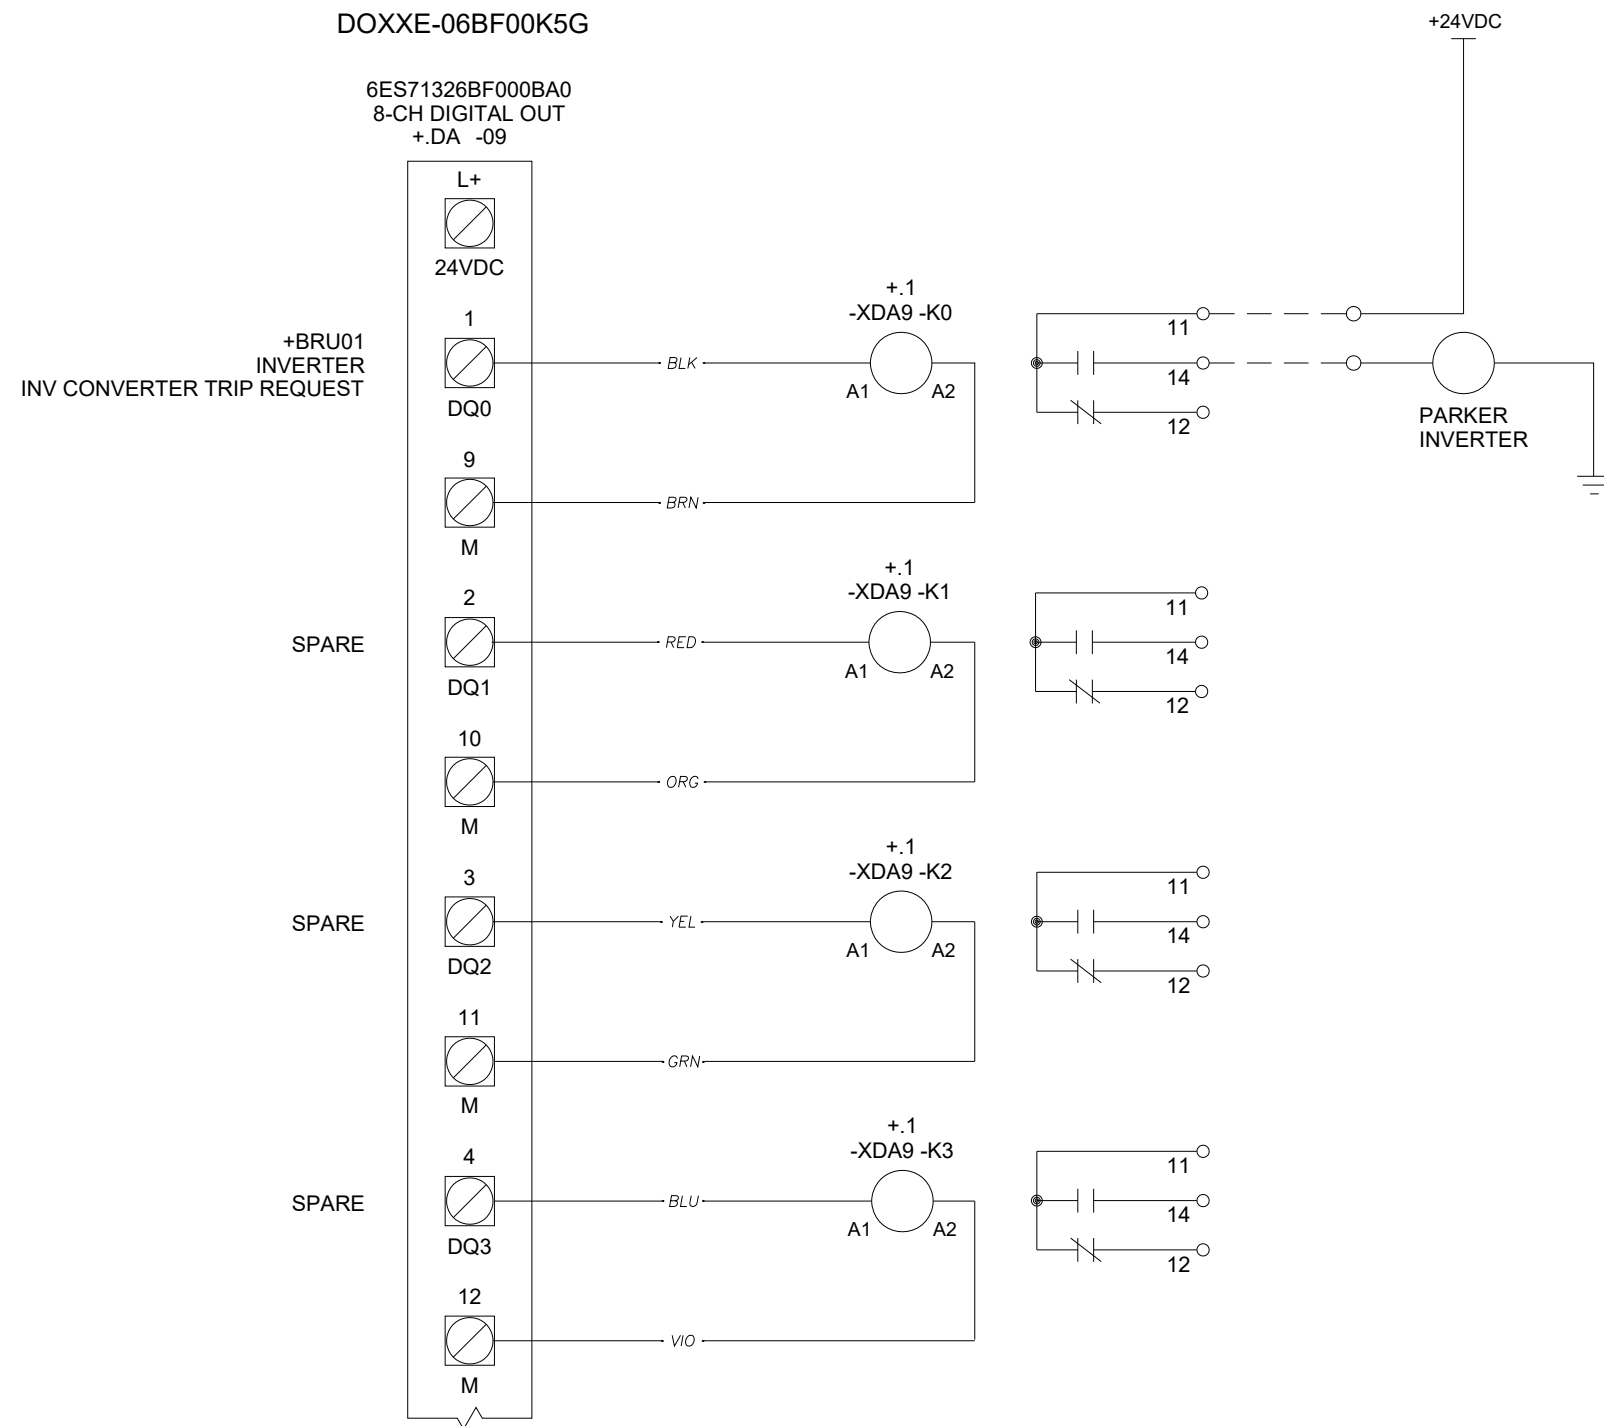 DOXXE-06BF00K5G
+24VDC
6ES71326BF000BA0
8-CH DIGITAL OUT
+.DA -09
L+
24VDC
+BRU01
INVERTER
INV CONVERTER TRIP REQUEST
1
DQ0
BLK
+.1
-XDA9 -K0
A1 A2
11
14
12
PARKER
INVERTER
9
M
BRN
SPARE
2
DQ1
RED
+.1
-XDA9 -K1
A1 A2
11
14
12
10
M
ORG
SPARE
3
DQ2
YEL
+.1
-XDA9 -K2
A1 A2
11
14
12
11
M
GRN
SPARE
4
DQ3
BLU
+.1
-XDA9 -K3
A1 A2
11
14
12
12
M
VIO